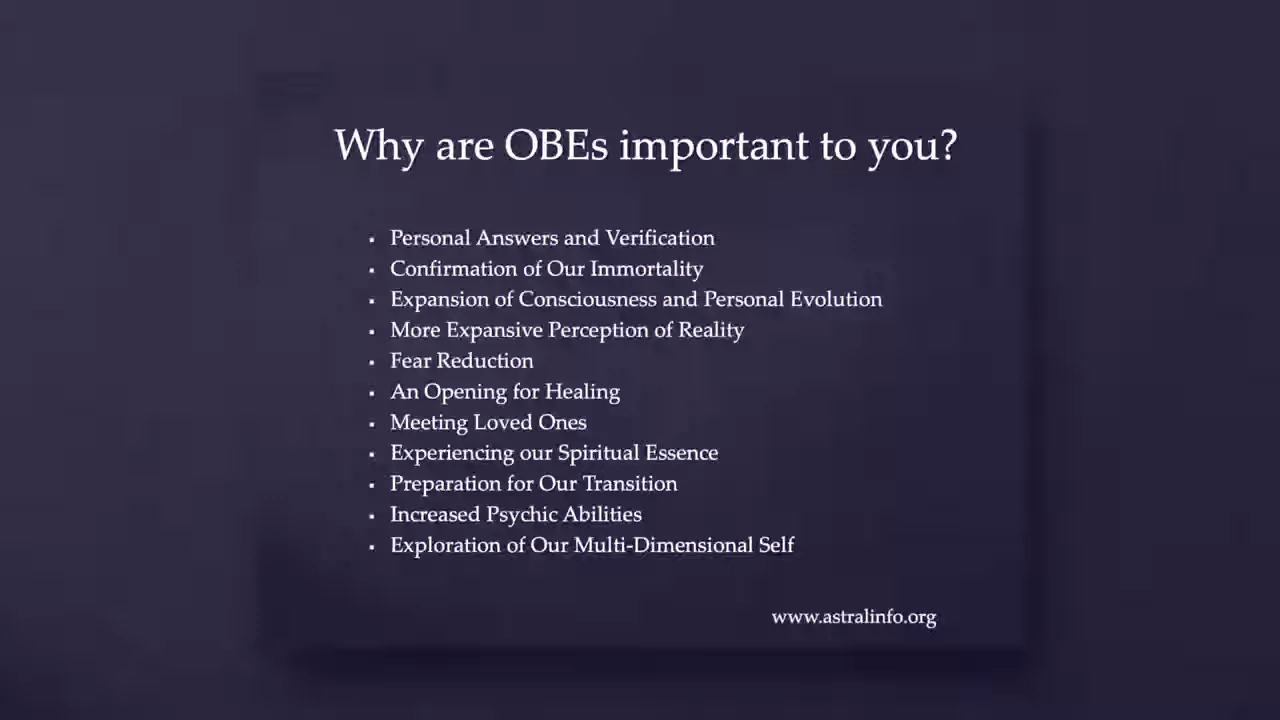 Why are OBEs important to you?
▪ Personal Answers and Verification
▪ Confirmation of Our Immortality
▪ Expansion of Consciousness and Personal Evolution
▪ More Expansive Perception of Reality
▪ Fear Reduction
▪ An Opening for Healing
▪ Meeting Loved Ones
▪ Experiencing our Spiritual Essence
▪ Preparation for Our Transition
▪ Increased Psychic Abilities
▪ Exploration of Our Multi-Dimensional Self
www.astralinfo.org